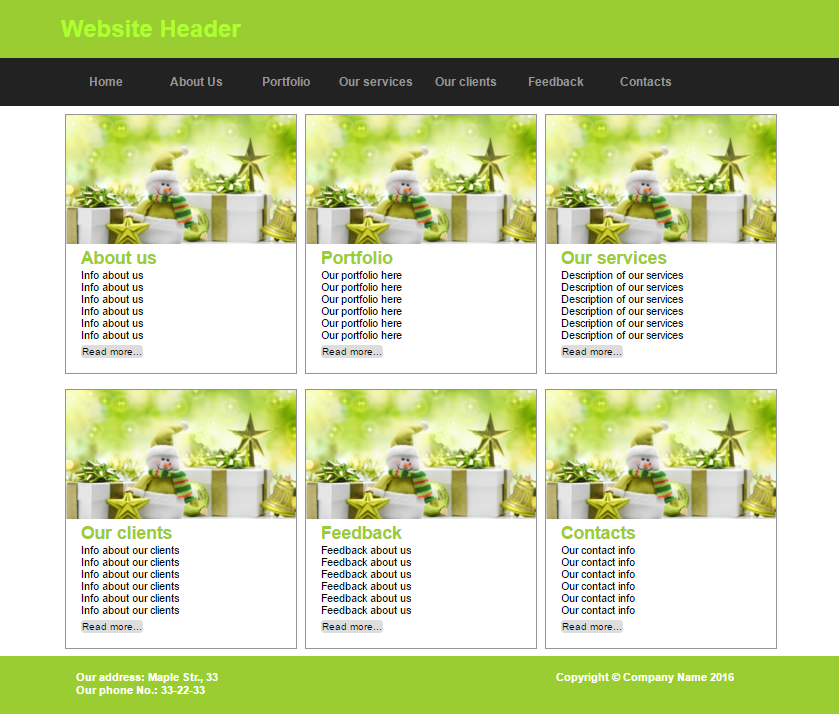 Website Header
Home About Us Portfolio Our services Our clients Feedback Contacts
About us
Info about us
Info about us
Info about us
Info about us
Info about us
Info about us
Read more...
Portfolio
Our portfolio here
Our portfolio here
Our portfolio here
Our portfolio here
Our portfolio here
Our portfolio here
Read more...
Our services
Description of our services
Description of our services
Description of our services
Description of our services
Description of our services
Description of our services
Read more...
Our clients
Info about our clients
Info about our clients
Info about our clients
Info about our clients
Info about our clients
Info about our clients
Read more...
Feedback
Feedback about us
Feedback about us
Feedback about us
Feedback about us
Feedback about us
Feedback about us
Read more...
Contacts
Our contact info
Our contact info
Our contact info
Our contact info
Our contact info
Our contact info
Read more...
Our address: Maple Str., 33
Our phone No.: 33-22-33
Copyright © Company Name 2016